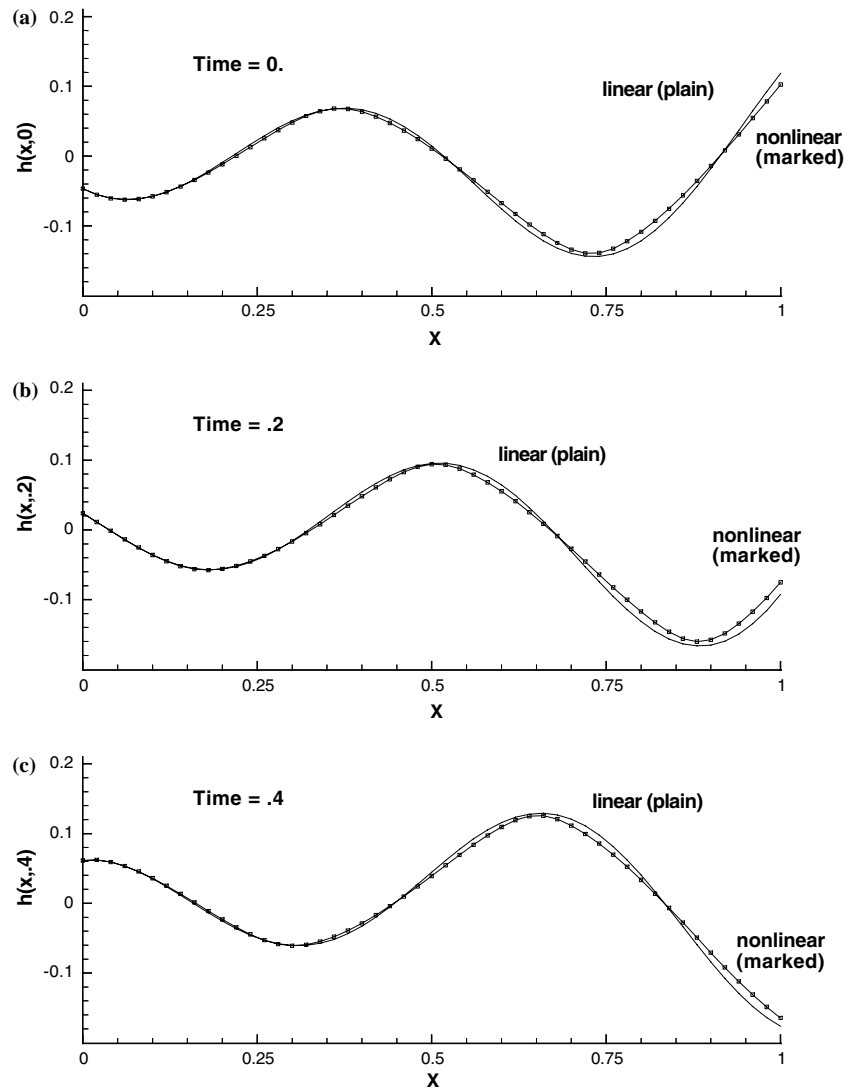 (a)
0.2
0.1
0
-0.1
h(x,0)
Time = 0.
linear (plain)
nonlinear
(marked)
0
0.25
0.5
0.75
1
X
(b)
0.2
0.1
0
-0.1
h(x,.2)
Time = .2
linear (plain)
nonlinear
(marked)
0
0.25
0.5
0.75
1
X
(c)
0.2
0.1
0
-0.1
h(x,.4)
Time = .4
linear (plain)
nonlinear
(marked)
0
0.25
0.5
0.75
1
X